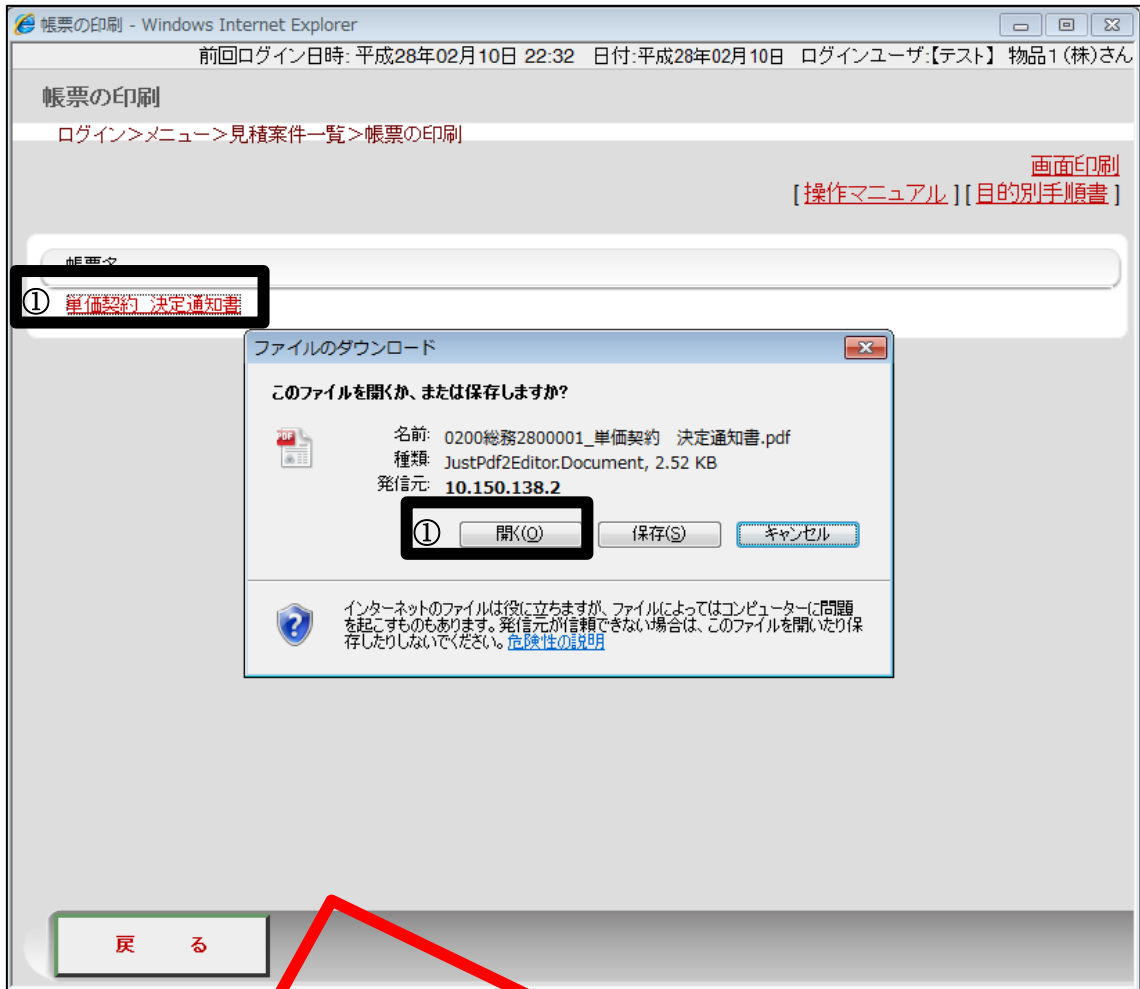 帳票の印刷 - Windows Internet Explorer
前回ログイン日時: 平成28年02月10日 22:32 日付:平成28年02月10日 ログインユーザ:【テスト】 物品1(株)さん
帳票の印刷
ログイン>メニュー>見積案件一覧>帳票の印刷
画面印刷
[操作マニュアル][目的別手順書]
帳票名
① 単価契約 決定通知書
ファイルのダウンロード
このファイルを開くか、または保存しますか?
名前: 0200総務2800001_単価契約 決定通知書.pdf
種類: JustPdf2Editor.Document, 2.52 KB
発信元: 10.150.138.2
① 開く(O) 保存(S) キャンセル
インターネットのファイルは役に立ちますが、ファイルによってはコンピューターに問題
を起こすものもあります。発信元が信頼できない場合は、このファイルを開いたり保
存したりしないでください。危険性の説明
戻 る